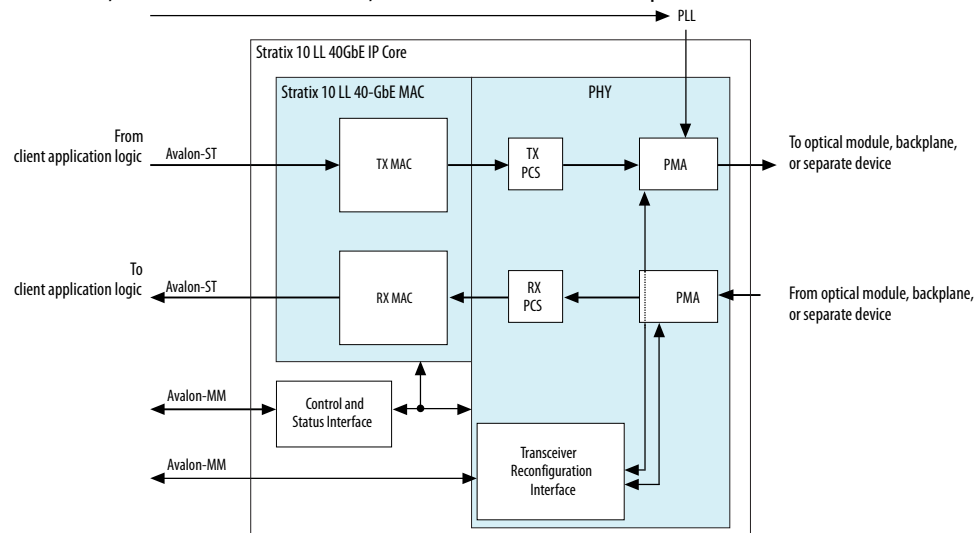 PLL
Stratix 10 LL 40GbE IP Core
Stratix 10 LL 40-GbE MAC
PHY
From
client application logic
Avalon-ST
TX MAC
TX
PCS
PMA
To optical module, backplane,
or separate device
To
client application logic
Avalon-ST
RX MAC
RX
PCS
PMA
From optical module, backplane,
or separate device
Avalon-MM
Control and
Status Interface
Avalon-MM
Transceiver
Reconfiguration
Interface